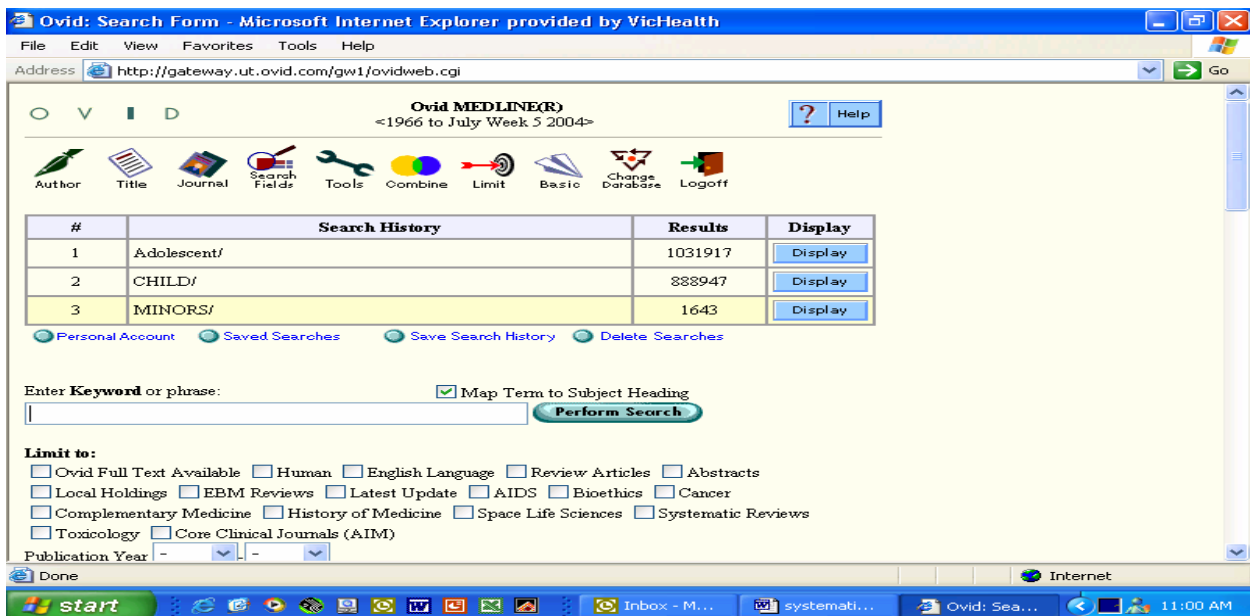 Ovid: Search Form - Microsoft Internet Explorer provided by VicHealth
File Edit View Favorites Tools Help
Address http://gateway.ut.ovid.com/gw1/ovidweb.cgi Go
O V I D
Ovid MEDLINE(R)
<1966 to July Week 5 2004>
? Help
Author Title Journal Search Fields Tools Combine Limit Basic Change Database Logoff
# Search History Results Display
1 Adolescent/ 1031917 Display
2 CHILD/ 888947 Display
3 MINORS/ 1643 Display
Personal Account Saved Searches Save Search History Delete Searches
Enter Keyword or phrase: Map Term to Subject Heading
Perform Search
Limit to:
Ovid Full Text Available Human English Language Review Articles Abstracts
Local Holdings EBM Reviews Latest Update AIDS Bioethics Cancer
Complementary Medicine History of Medicine Space Life Sciences Systematic Reviews
Toxicology Core Clinical Journals (AIM)
Publication Year - - -
Done Internet
start Inbox - M... systemati... Ovid: Sea... 11:00 AM